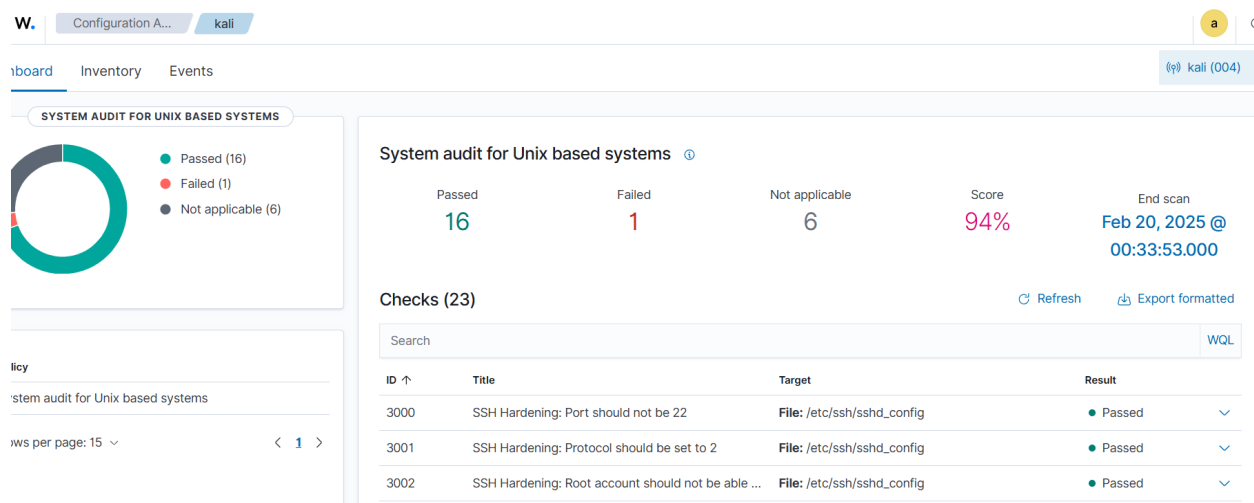 W. Configuration A... kali a
board Inventory Events kali (004)
SYSTEM AUDIT FOR UNIX BASED SYSTEMS
Passed (16)
Failed (1)
Not applicable (6)
System audit for Unix based systems
Passed Failed Not applicable Score End scan
16 1 6 94% Feb 20, 2025 @
00:33:53.000
Checks (23) Refresh Export formatted
Search WQL
licy
stem audit for Unix based systems
ws per page: 15 1
ID Title Target Result
3000 SSH Hardening: Port should not be 22 File: /etc/ssh/sshd_config Passed
3001 SSH Hardening: Protocol should be set to 2 File: /etc/ssh/sshd_config Passed
3002 SSH Hardening: Root account should not be able ... File: /etc/ssh/sshd_config Passed